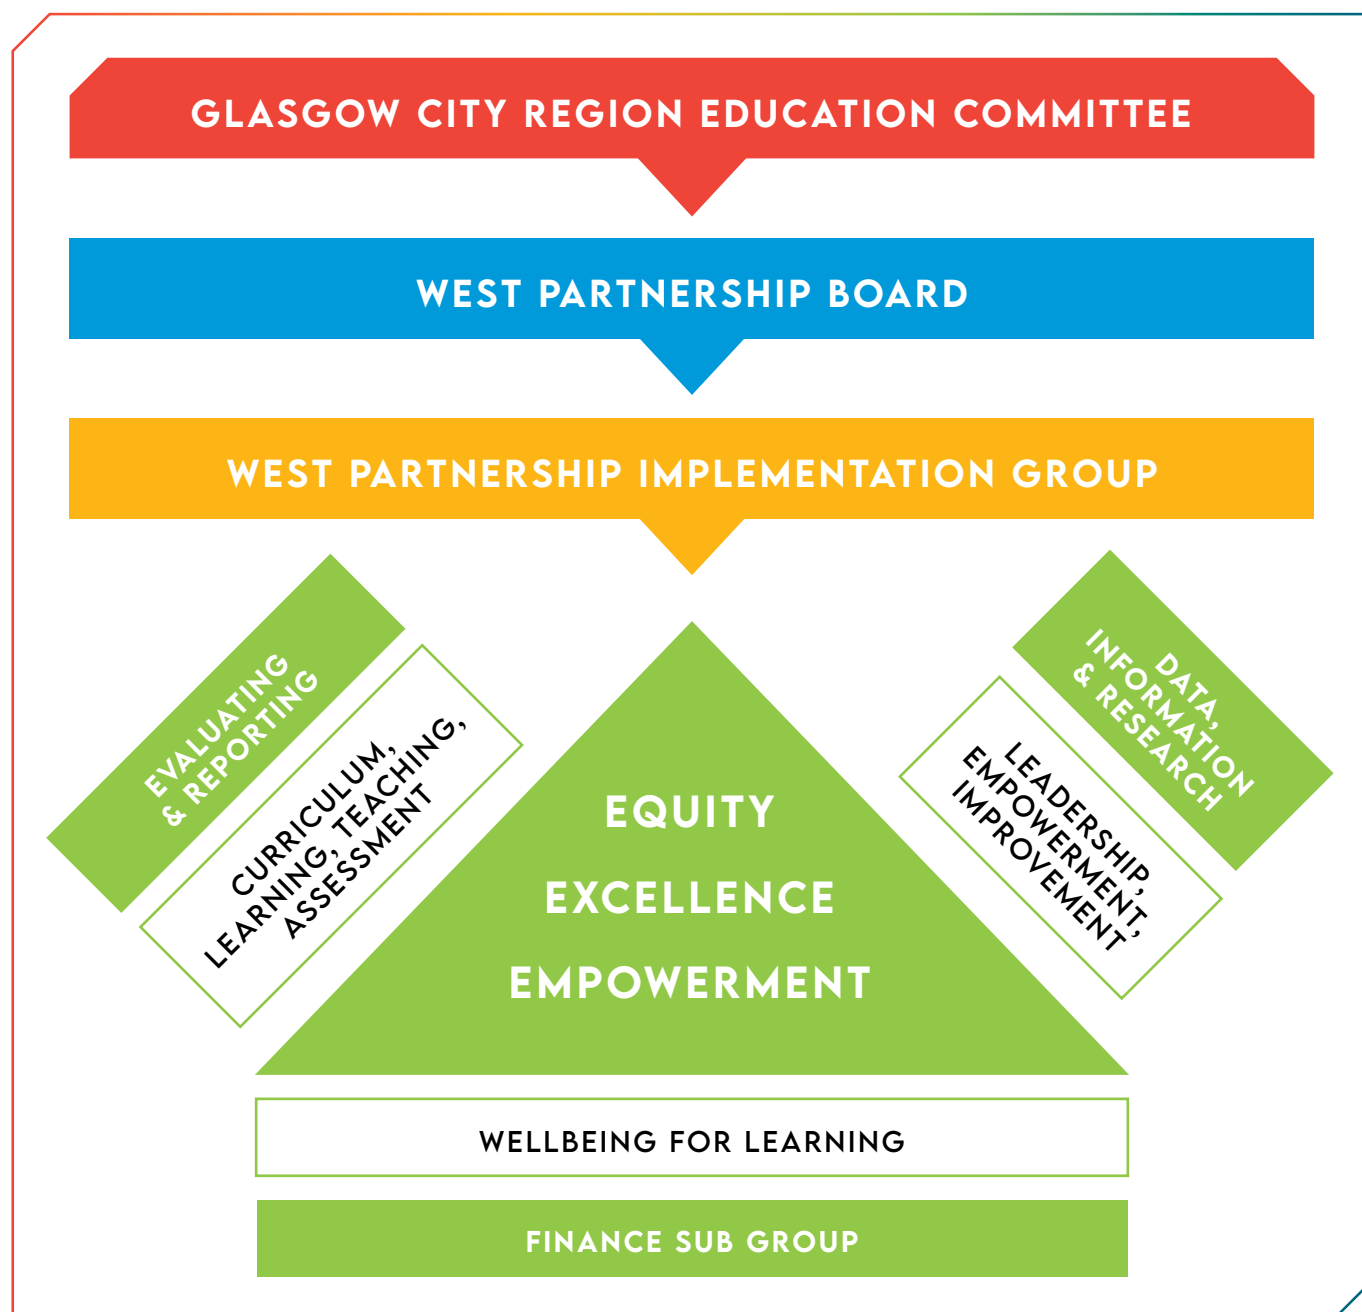 GLASGOW CITY REGION EDUCATION COMMITTEE
WEST PARTNERSHIP BOARD
WEST PARTNERSHIP IMPLEMENTATION GROUP
EVALUATING
& REPORTING
CURRICULUM,
LEARNING, TEACHING,
ASSESSMENT
EQUITY
EXCELLENCE
EMPOWERMENT
DATA,
INFORMATION
& RESEARCH
LEADERSHIP,
EMPOWERMENT,
IMPROVEMENT
WELLBEING FOR LEARNING
FINANCE SUB GROUP